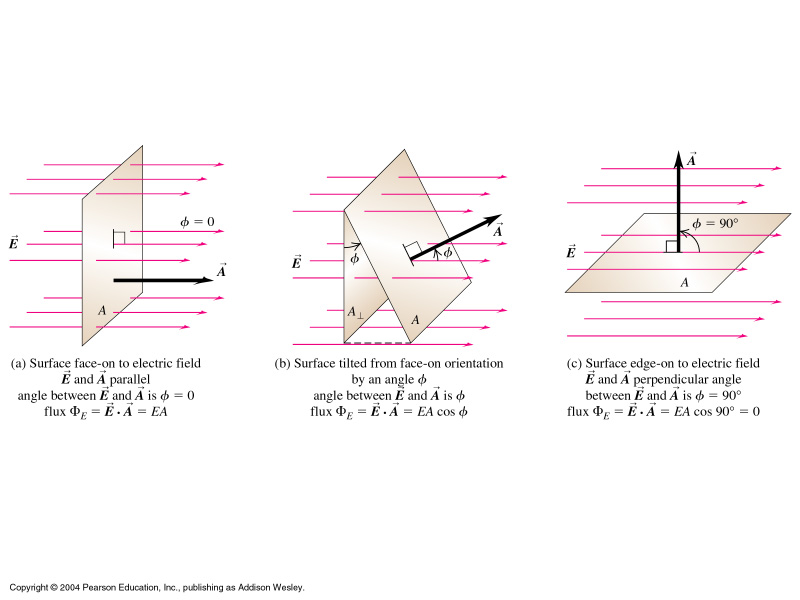 E⃗
φ = 0
A⃗
A
E⃗
φ
A⃗
φ
A⊥
A
A⃗
φ = 90°
E⃗
A
(a) Surface face-on to electric field
E⃗ and A⃗ parallel
angle between E⃗ and A⃗ is φ = 0
flux Φ_E = E⃗ · A⃗ = EA
(b) Surface tilted from face-on orientation
by an angle φ
angle between E⃗ and A⃗ is φ
flux Φ_E = E⃗ · A⃗ = EA cos φ
(c) Surface edge-on to electric field
E⃗ and A⃗ perpendicular angle
between E⃗ and A⃗ is φ = 90°
flux Φ_E = E⃗ · A⃗ = EA cos 90° = 0
Copyright © 2004 Pearson Education, Inc., publishing as Addison Wesley.